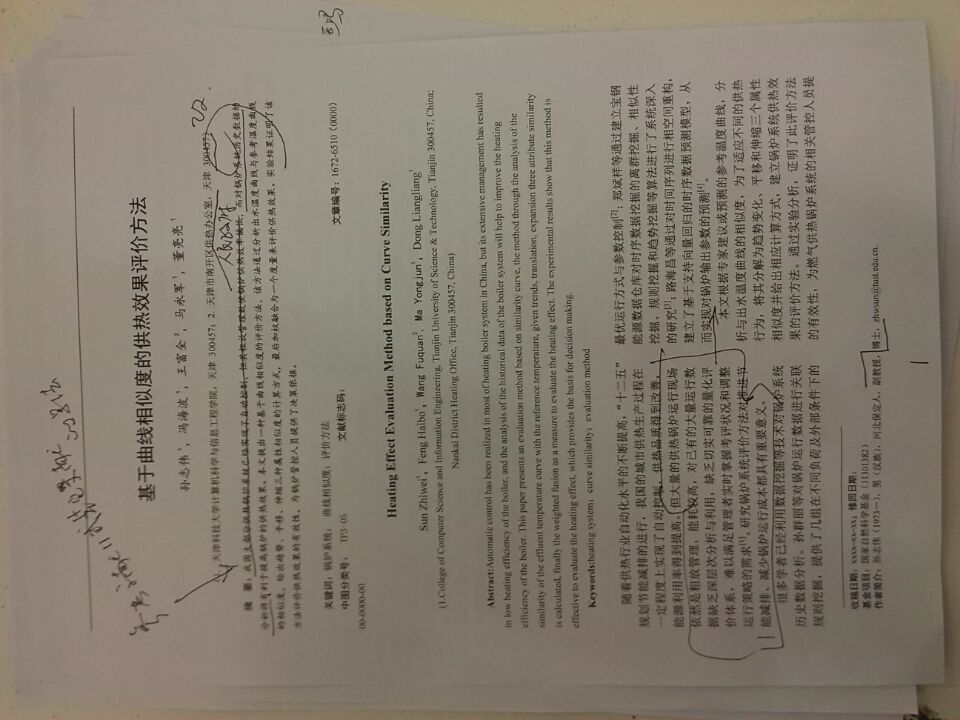 基于曲线相似度的供热效果评价方法
孙志伟¹，冯海波¹，王富全²，马永军¹，董亮亮¹
天津科技大学计算机科学与信息工程学院，天津 300457；2. 天津市南开区供热办公室，天津 300457）
人民政府
22
摘 要：我国大部分供热锅炉系统已经实现了自动控制，但其粗放管理致使锅炉供热效率偏低，而对锅炉系统历史数据的
分析将有利于提高锅炉的供热效果。本文提出一种基于曲线相似度的评价方法，该方法通过分析出水温度曲线与参考温度曲线
的相似度，给出趋势、平移、伸缩三种属性相似度的计算方式，最后加权融合为一个度量来评价供热效果。实验结果证明了该
方法评价供热效果的有效性，为锅炉管控人员提供了决策依据。
关键词：锅炉系统； 曲线相似度；评价方法
中图分类号： TP3-05 文献标志码： 文章编号：1672-6510（0000）
00-0000-00
Heating Effect Evaluation Method based on Curve Similarity
Sun Zhiwei¹, Feng Haibo¹, Wang Fuquan², Ma Yongjun¹, Dong Liangliang¹
(1.College of Computer Science and Information Engineering, Tianjin University of Science & Technology, Tianjin 300457, China;
Nankai District Heating Office, Tianjin 300457, China)
Abstract:Automatic control has been realized in most of heating boiler system in China, but its extensive management has resulted
in low heating efficiency of the boiler, and the analysis of the historical data of the boiler system will help to improve the heating
efficiency of the boiler. This paper presents an evaluation method based on similarity curve, the method through the analysis of the
similarity of the effluent temperature curve with the reference temperature, given trends, translation, expansion three attribute similarity
is calculated, finally the weighted fusion as a measure to evaluate the heating effect. The experimental results show that this method is
effective to evaluate the heating effect, which provides the basis for decision making.
Keywords:heating system; curve similarity; evaluation method
随着供热行业自动化水平的不断提高，“十二五”
规划节能减排的进行，我国的城市供热生产过程在
一定程度上实现了自动控制，供热品质得到改善，
能源利用率得到提高。但大量的供热锅炉运行现场
依然是粗放管理，能耗较高，对已有的大量运行数
据缺乏深层次分析与利用，缺乏切实可靠的量化评
价体系，难以满足管理者实时掌握考评状况和调整
运行策略的需求[1]。研究锅炉系统评价方法对推进节
能减排、减少锅炉运行成本都具有重要意义。
很多学者已经利用数据挖掘等技术对锅炉系统
历史数据分析。孙群丽等对锅炉运行数据进行关联
规则挖掘，提供了几组在不同负荷及外部条件下的
最优运行方式与参数控制[2]；郑斌祥等通过建立宝钢
能源数据仓库对时序数据挖掘的离群挖掘、相似性
挖掘、规则挖掘和趋势挖掘等算法进行了系统深入
的研究[3]；路海昌等通过对时间序列进行相空间重构，
建立了基于支持向量回归的时序数据预测模型，从
而实现对锅炉输出参数的预测[4]。
本文根据专家建议或预测的参考温度曲线，分
析与出水温度曲线的相似度，为了适应不同的供热
行为，将其分解为趋势变化、平移和伸缩三个属性
相似度并给出相应计算方式，建立锅炉系统供热效
果的评价方法。通过实验分析，证明了此评价方法
的有效性，为燃气供热锅炉系统的相关管控人员提
收稿日期：xxxx-xx-xx；修回日期：
基金项目：国家自然科学基金（11301382）
作者简介：孙志伟（1973—），男（汉族），河北保定人，副教授，博士，zhwsun@tust.edu.cn.
1